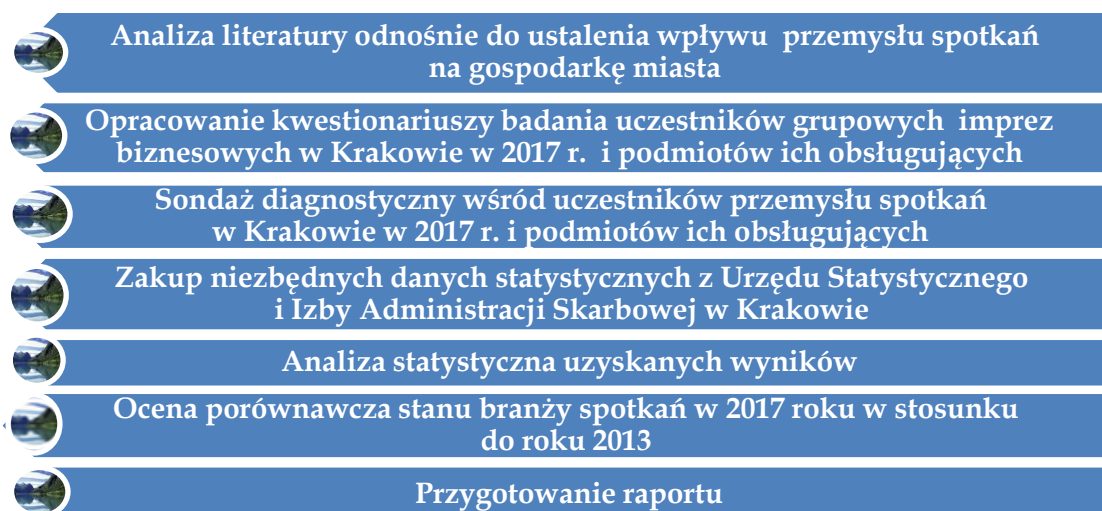 Analiza literatury odnośnie do ustalenia wpływu przemysłu spotkań
na gospodarkę miasta
Opracowanie kwestionariuszy badania uczestników grupowych imprez
biznesowych w Krakowie w 2017 r. i podmiotów ich obsługujących
Sondaż diagnostyczny wśród uczestników przemysłu spotkań
w Krakowie w 2017 r. i podmiotów ich obsługujących
Zakup niezbędnych danych statystycznych z Urzędu Statystycznego
i Izby Administracji Skarbowej w Krakowie
Analiza statystyczna uzyskanych wyników
Ocena porównawcza stanu branży spotkań w 2017 roku w stosunku
do roku 2013
Przygotowanie raportu